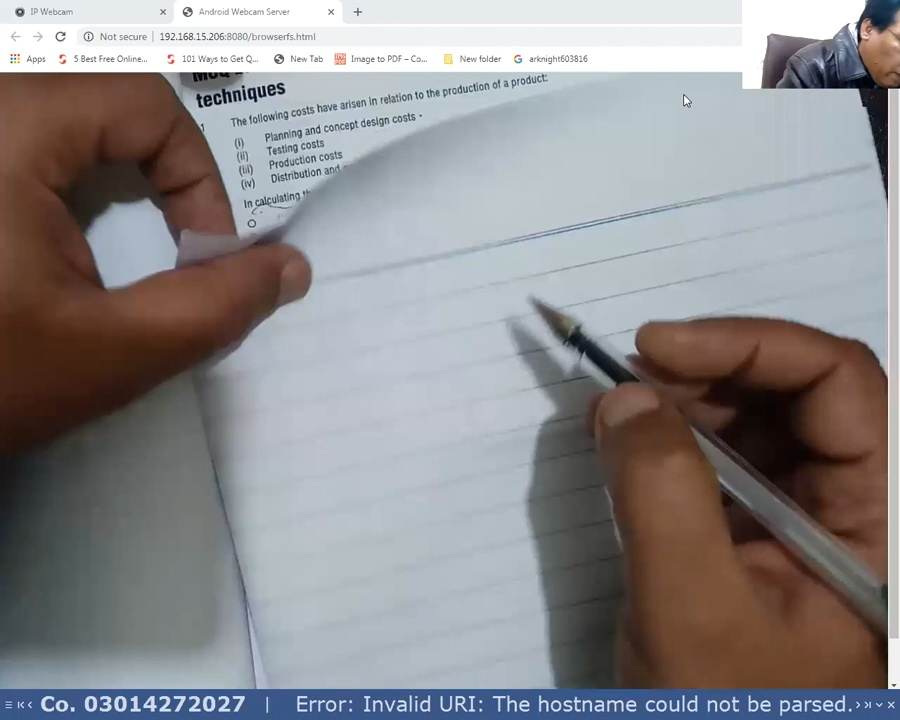 IP Webcam
Android Webcam Server
Not secure | 192.168.15.206:8080/browserfs.html
Apps
5 Best Free Online...
101 Ways to Get Q...
New Tab
Image to PDF – Co...
New folder
arknight603816
techniques
1 The following costs have arisen in relation to the production of a product:
(i) Planning and concept design costs
(ii) Testing costs
(iii) Production costs
(iv) Distribution and
In calculating th
Co. 03014272027 | Error: Invalid URI: The hostname could not be parsed.